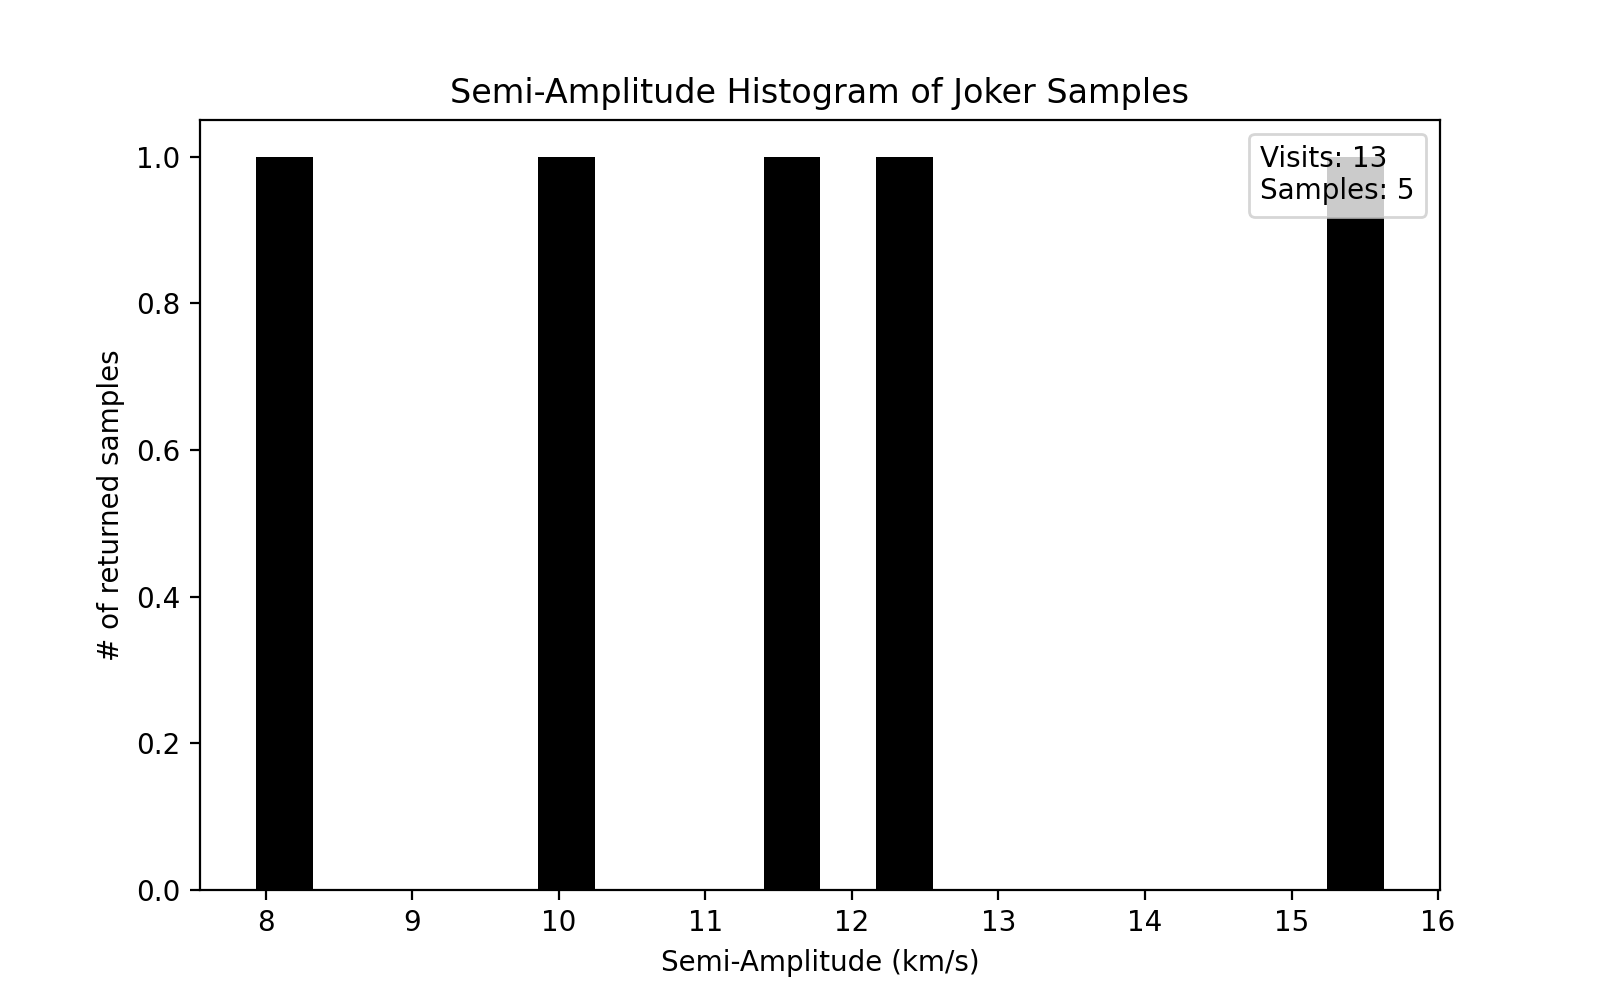 Semi-Amplitude Histogram of Joker Samples
Visits: 13
Samples: 5
# of returned samples
1.0
0.8
0.6
0.4
0.2
0.0
8 9 10 11 12 13 14 15 16
Semi-Amplitude (km/s)